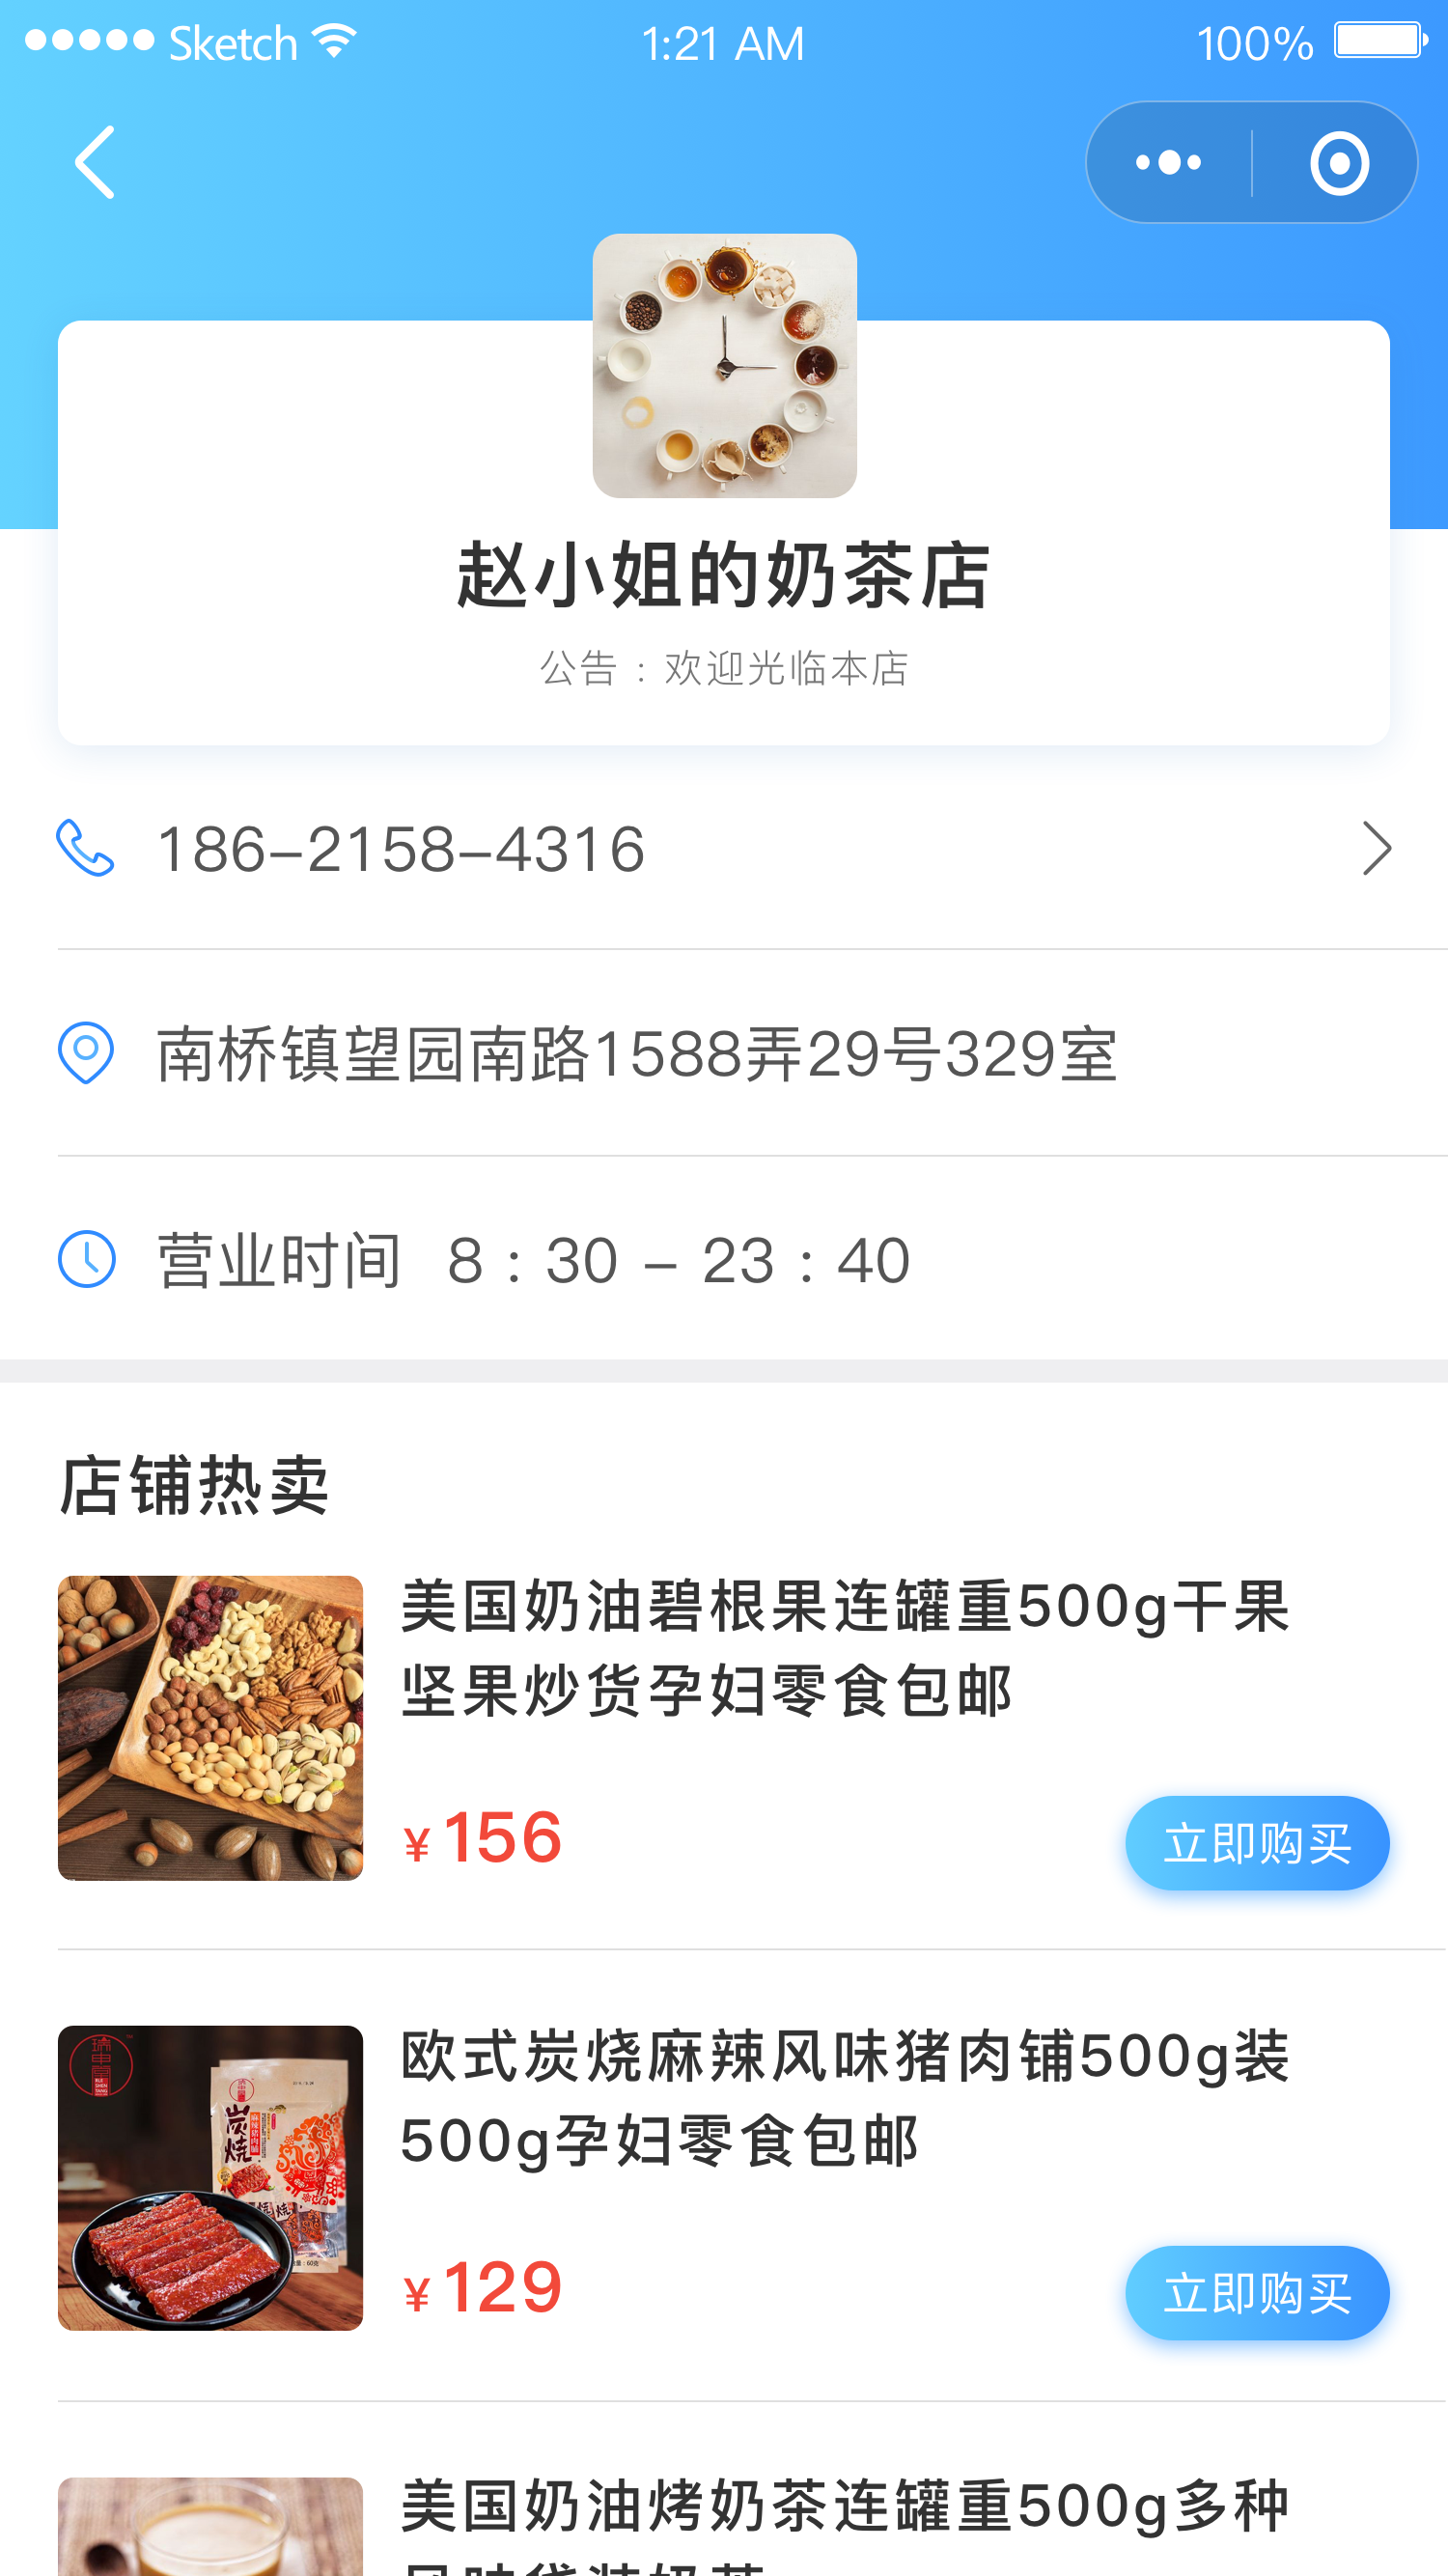 Sketch 1:21 AM 100%
赵小姐的奶茶店
公告：欢迎光临本店
186-2158-4316
南桥镇望园南路1588弄29号329室
营业时间 8：30 - 23：40
店铺热卖
美国奶油碧根果连罐重500g干果
坚果炒货孕妇零食包邮
¥156
立即购买
欧式炭烧麻辣风味猪肉铺500g装
500g孕妇零食包邮
炭烧
¥129
立即购买
美国奶油烤奶茶连罐重500g多种